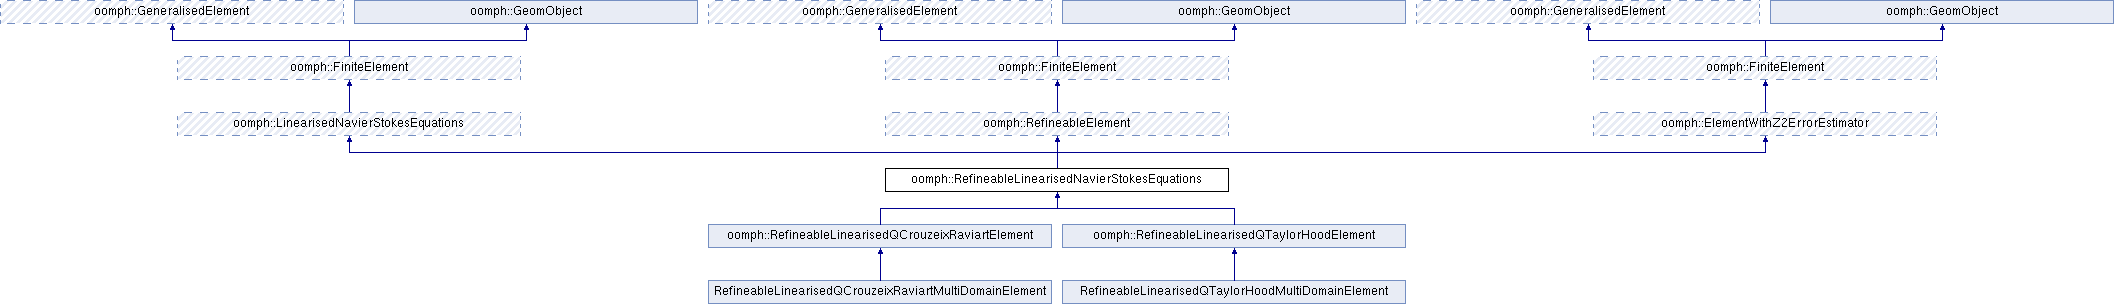 oomph::GeneralisedElement
oomph::GeomObject
oomph::GeneralisedElement
oomph::GeomObject
oomph::GeneralisedElement
oomph::GeomObject
oomph::FiniteElement
oomph::FiniteElement
oomph::FiniteElement
oomph::LinearisedNavierStokesEquations
oomph::RefineableElement
oomph::ElementWithZ2ErrorEstimator
oomph::RefineableLinearisedNavierStokesEquations
oomph::RefineableLinearisedQCrouzeixRaviartElement
oomph::RefineableLinearisedQTaylorHoodElement
RefineableLinearisedQCrouzeixRaviartMultiDomainElement
RefineableLinearisedQTaylorHoodMultiDomainElement